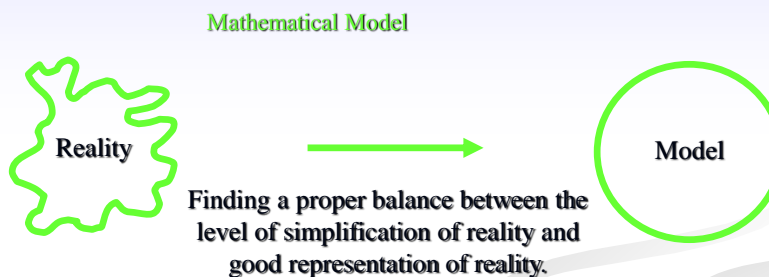 Mathematical Model
Reality
Model
Finding a proper balance between the
level of simplification of reality and
good representation of reality.